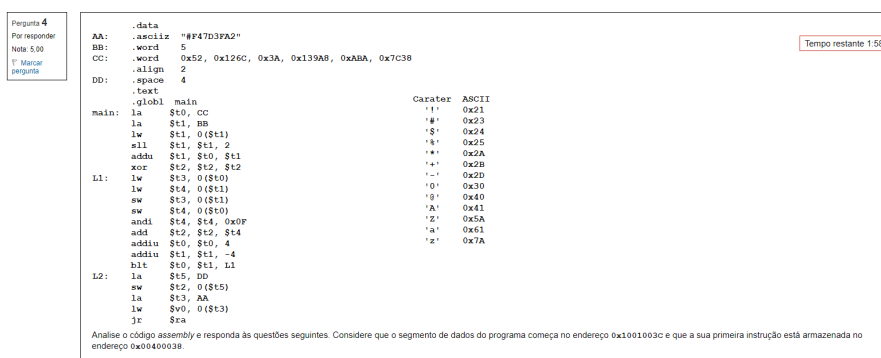 Pergunta 4
Por responder
Nota: 5,00
Marcar
pergunta
Tempo restante 1:58
.data
AA: .asciiz "#F47D3FA2"
BB: .word 5
CC: .word 0x52, 0x126C, 0x3A, 0x139A8, 0xABA, 0x7C38
.align 2
DD: .space 4
.text
.globl main
main: la $t0, CC
la $t1, BB
lw $t1, 0($t1)
sll $t1, $t1, 2
addu $t1, $t0, $t1
xor $t2, $t2, $t2
L1: lw $t3, 0($t0)
lw $t4, 0($t1)
sw $t3, 0($t1)
sw $t4, 0($t0)
andi $t4, $t4, 0x0F
add $t2, $t2, $t4
addiu $t0, $t0, 4
addiu $t1, $t1, -4
blt $t0, $t1, L1
L2: la $t5, DD
sw $t2, 0($t5)
la $t3, AA
lw $v0, 0($t3)
jr $ra
Carater ASCII
'!' 0x21
'#' 0x23
'$' 0x24
'%' 0x25
'*' 0x2A
'+' 0x2B
'-' 0x2D
'0' 0x30
'@' 0x40
'A' 0x41
'Z' 0x5A
'a' 0x61
'z' 0x7A
Analise o código assembly e responda às questões seguintes. Considere que o segmento de dados do programa começa no endereço 0x1001003c e que a sua primeira instrução está armazenada no
endereço 0x00400038.